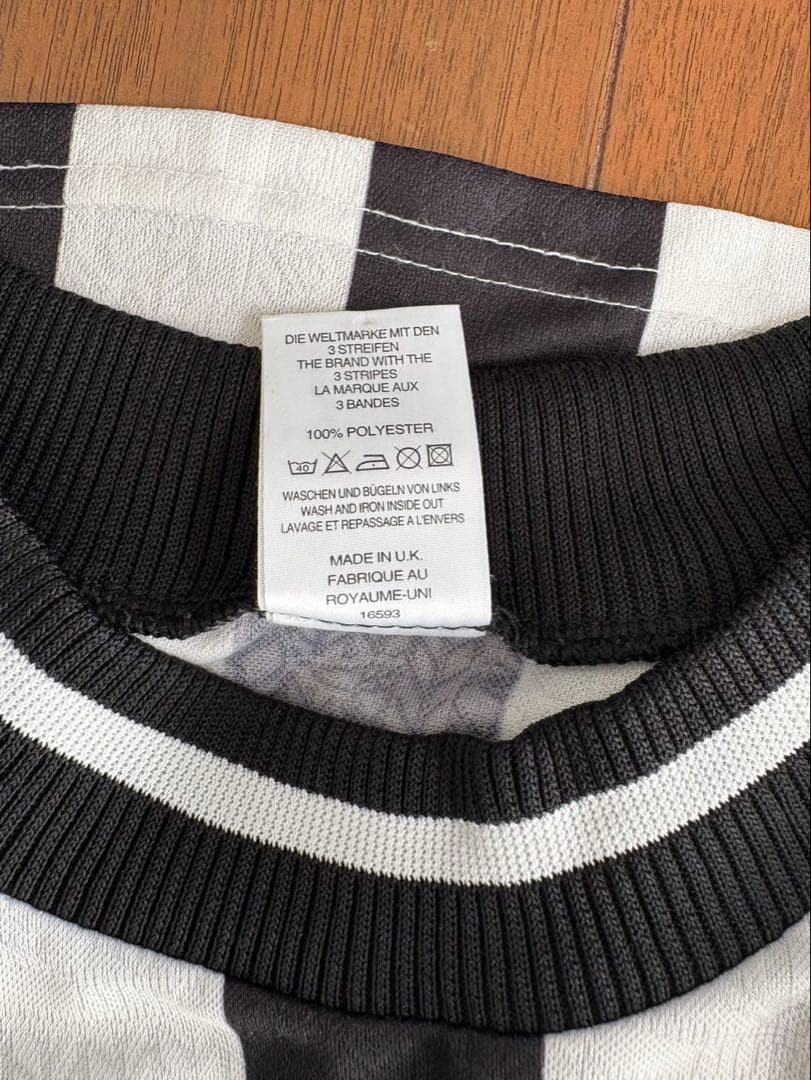 DIE WELTMARKE MIT DEN
3 STREIFEN
THE BRAND WITH THE
3 STRIPES
LA MARQUE AUX
3 BANDES
100% POLYESTER
40
WASCHEN UND BÜGELN VON LINKS
WASH AND IRON INSIDE OUT
LAVAGE ET REPASSAGE A L'ENVERS
MADE IN U.K.
FABRIQUE AU
ROYAUME-UNI
16593